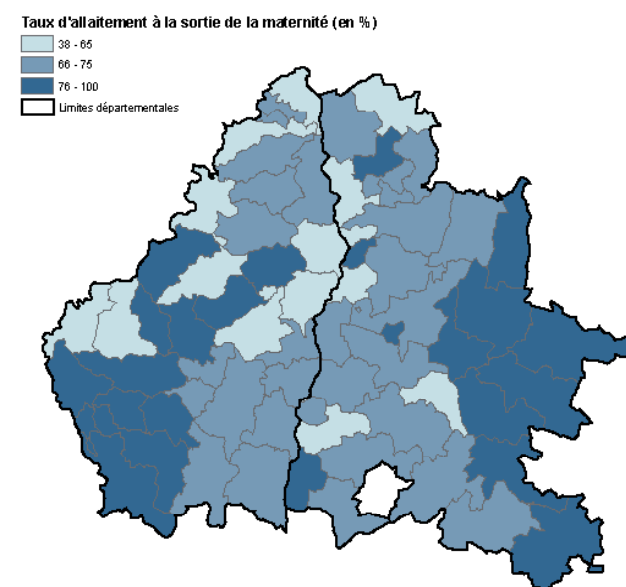 Taux d'allaitement à la sortie de la maternité (en %)
38 - 65
66 - 75
76 - 100
Limites départementales